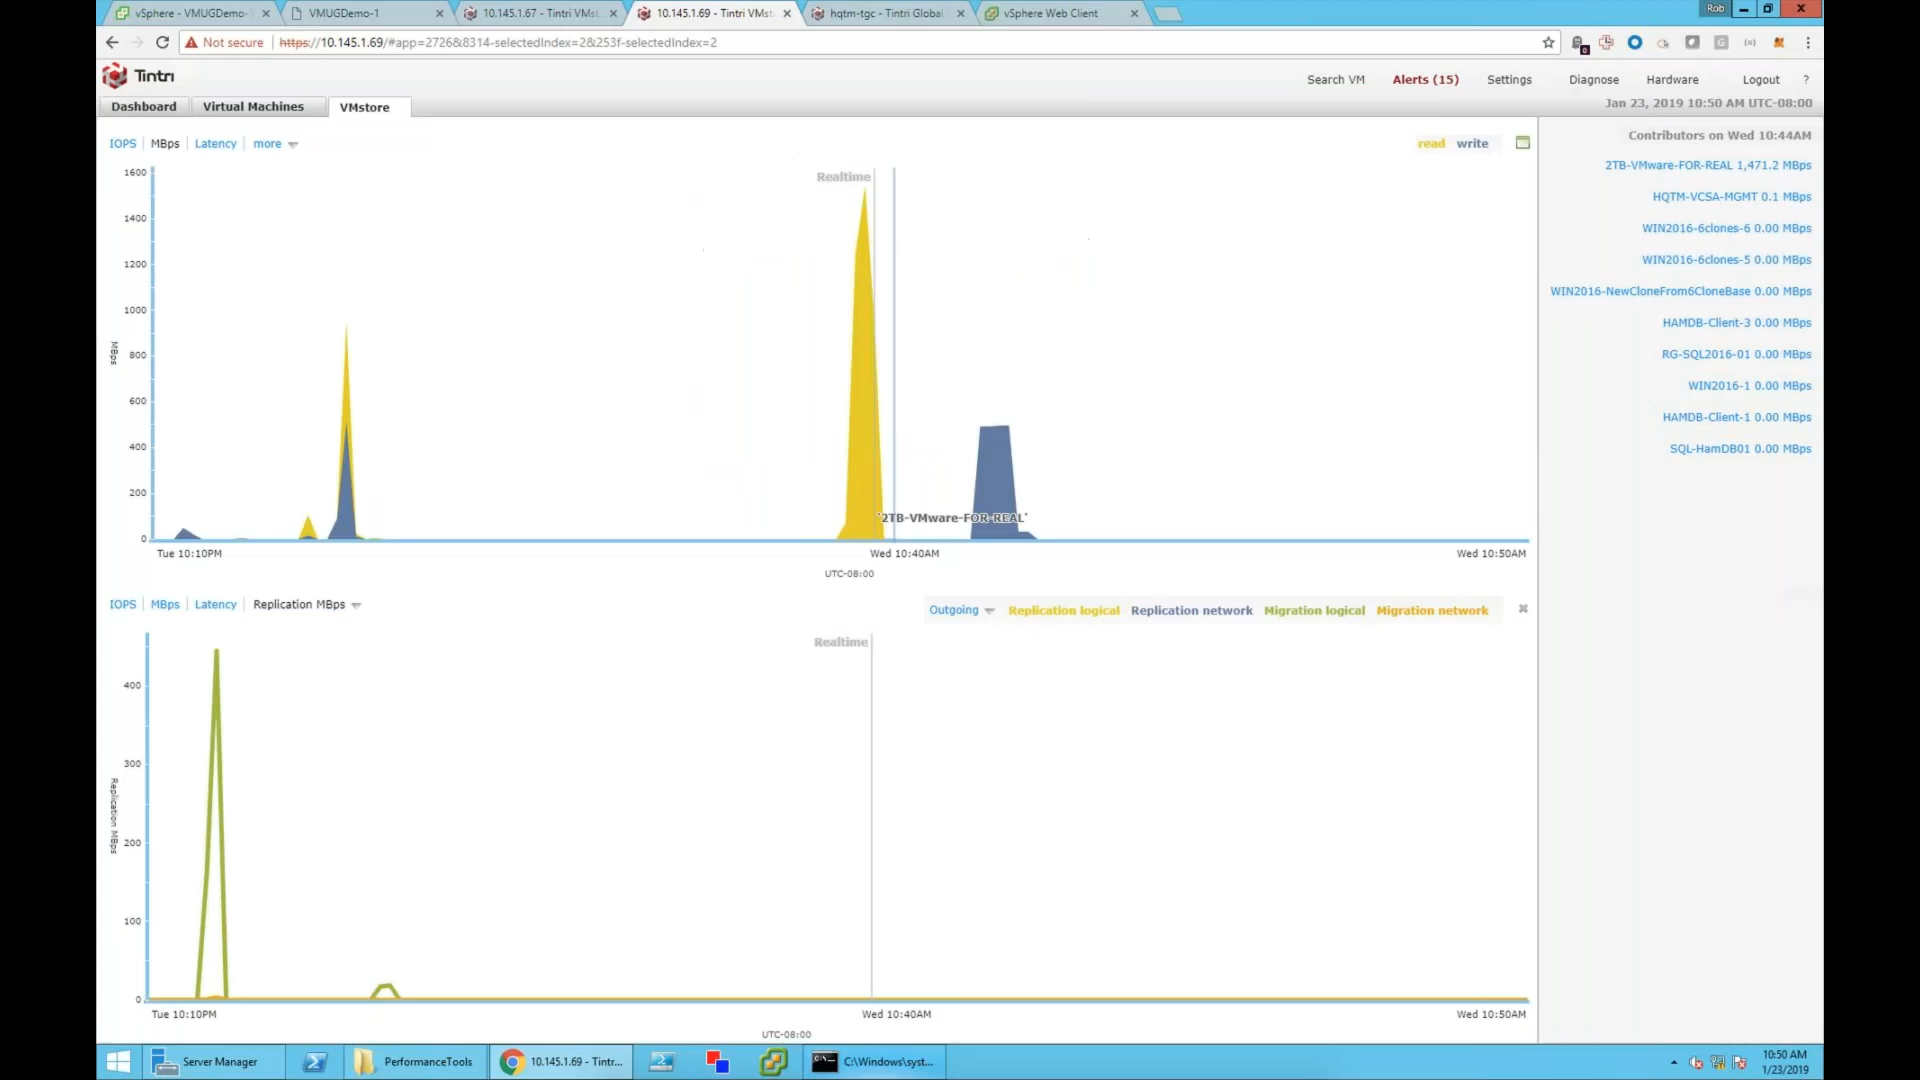 vSphere - VMUGDemo-
VMUGDemo-1
10.145.1.67 - Tintri VMst
10.145.1.69 - Tintri VMst
hqtm-tgc - Tintri Global
vSphere Web Client
Rob
Not secure | https://10.145.1.69/#app=2726&8314-selectedIndex=2&253f-selectedIndex=2
Tintri
Search VM Alerts (15) Settings Diagnose Hardware Logout ?
Dashboard Virtual Machines VMstore
Jan 23, 2019 10:50 AM UTC-08:00
IOPS MBps Latency more
read write
Contributors on Wed 10:44AM
2TB-VMware-FOR-REAL 1,471.2 MBps
HQTM-VCSA-MGMT 0.1 MBps
WIN2016-6clones-6 0.00 MBps
WIN2016-6clones-5 0.00 MBps
WIN2016-NewCloneFrom6CloneBase 0.00 MBps
HAMDB-Client-3 0.00 MBps
RG-SQL2016-01 0.00 MBps
WIN2016-1 0.00 MBps
HAMDB-Client-1 0.00 MBps
SQL-HamDB01 0.00 MBps
Realtime
1600
1400
1200
1000
800
600
400
200
0
MBps
'2TB-VMware-FOR-REAL'
Tue 10:10PM Wed 10:40AM Wed 10:50AM
UTC-08:00
IOPS MBps Latency Replication MBps
Outgoing Replication logical Replication network Migration logical Migration network
Realtime
400
300
200
100
0
Replication MBps
Tue 10:10PM Wed 10:40AM Wed 10:50AM
UTC-08:00
Server Manager
PerformanceTools
10.145.1.69 - Tintr...
C:\Windows\syst...
10:50 AM
1/23/2019